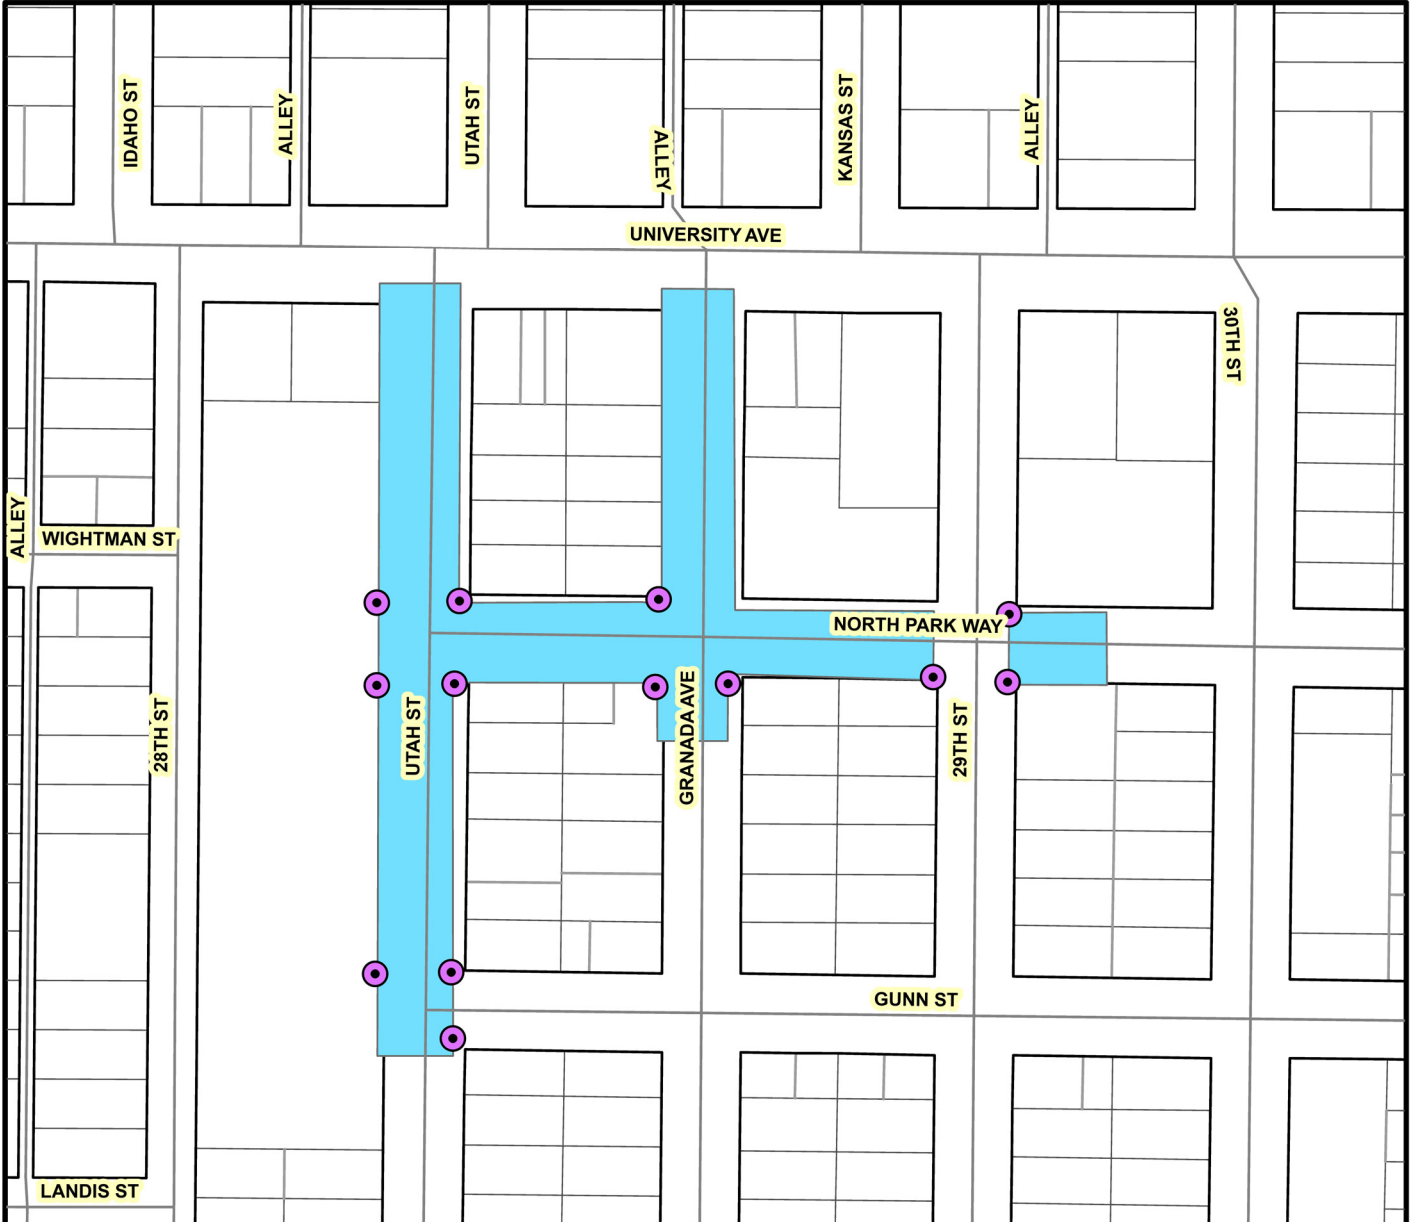 IDAHO ST
ALLEY
UTAH ST
ALLEY
KANSAS ST
ALLEY
UNIVERSITY AVE
30TH ST
ALLEY
WIGHTMAN ST
NORTH PARK WAY
28TH ST
UTAH ST
GRANADA AVE
29TH ST
GUNN ST
LANDIS ST